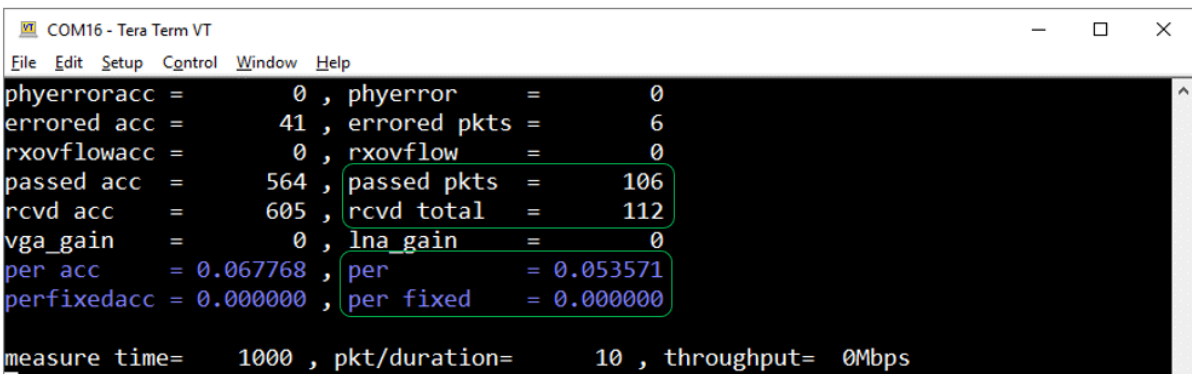 COM16 - Tera Term VT
File Edit Setup Control Window Help
phyerroracc = 0 , phyerror = 0
errored acc = 41 , errored pkts = 6
rxovflowacc = 0 , rxovflow = 0
passed acc = 564 , passed pkts = 106
rcvd acc = 605 , rcvd total = 112
vga_gain = 0 , lna_gain = 0
per acc = 0.067768 , per = 0.053571
perfixedacc = 0.000000 , per fixed = 0.000000
measure time= 1000 , pkt/duration= 10 , throughput= 0Mbps